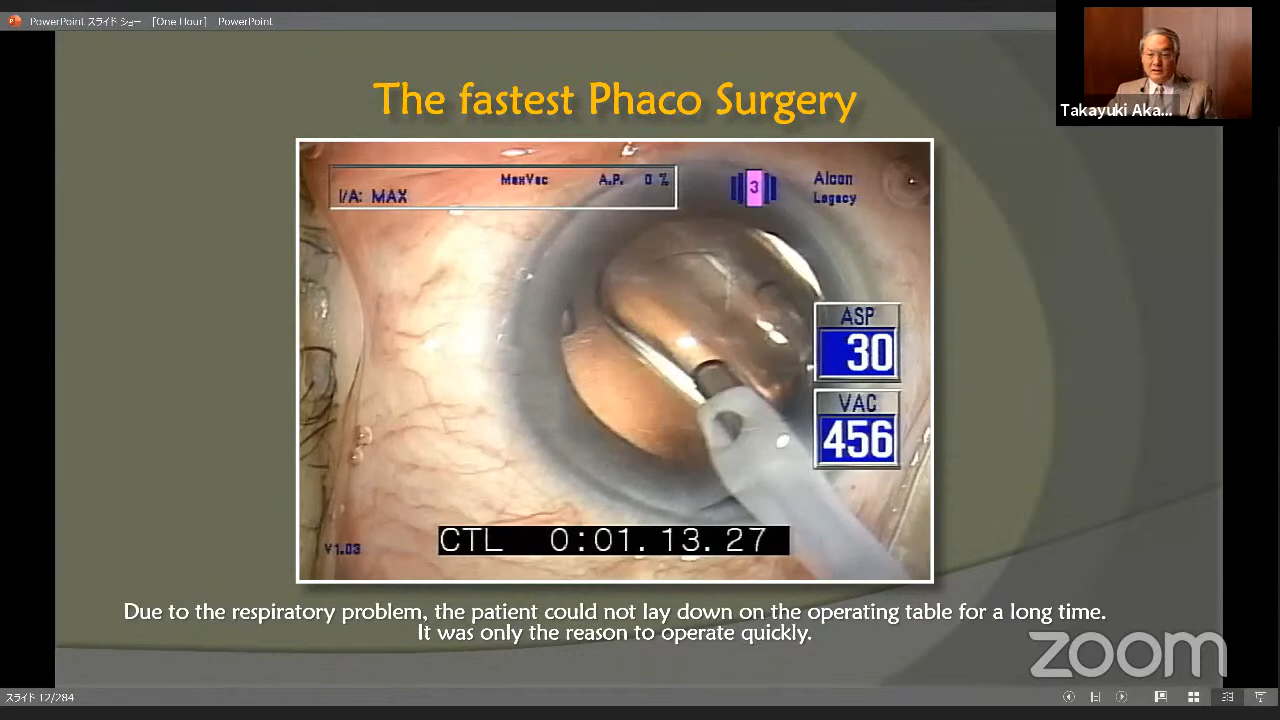 PowerPoint スライド ショー [One Hour] PowerPoint
Takayuki Aka...
The fastest Phaco Surgery
MaxVac A.P. 0 %
I/A: MAX
3
Alcon
Legacy
ASP
30
VAC
456
CTL 0:01.13.27
V1.03
Due to the respiratory problem, the patient could not lay down on the operating table for a long time.
It was only the reason to operate quickly.
zoom
スライド 12/284